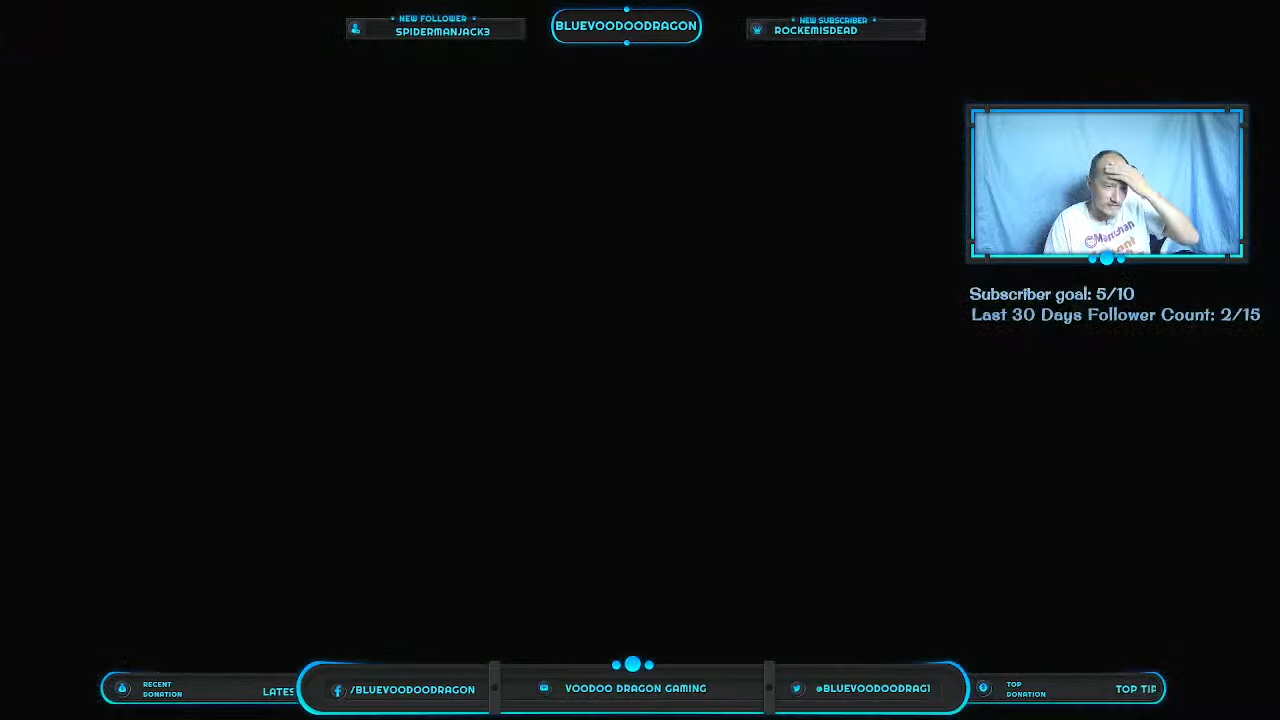 NEW FOLLOWER
SPIDERMANJACK3
BLUEVOODOODRAGON
NEW SUBSCRIBER
ROCKEMISDEAD
©Maruchan
Subscriber goal: 5/10
Last 30 Days Follower Count: 2/15
RECENT
DONATION
LATES
/BLUEVOODOODRAGON
VOODOO DRAGON GAMING
@BLUEVOODOODRAG1
TOP
DONATION
TOP TIP